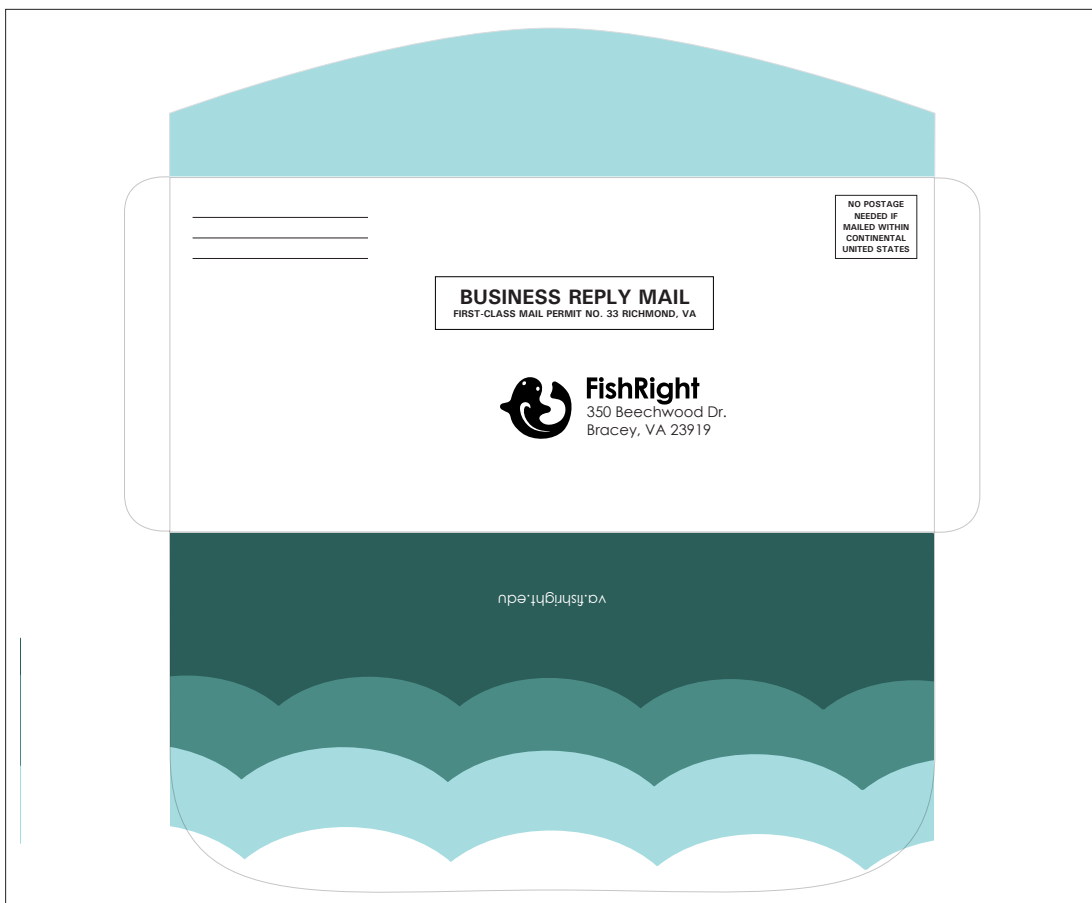 NO POSTAGE
NEEDED IF
MAILED WITHIN
CONTINENTAL
UNITED STATES
BUSINESS REPLY MAIL
FIRST-CLASS MAIL PERMIT NO. 33 RICHMOND, VA
FishRight
350 Beechwood Dr.
Bracey, VA 23919
va.fishright.edu